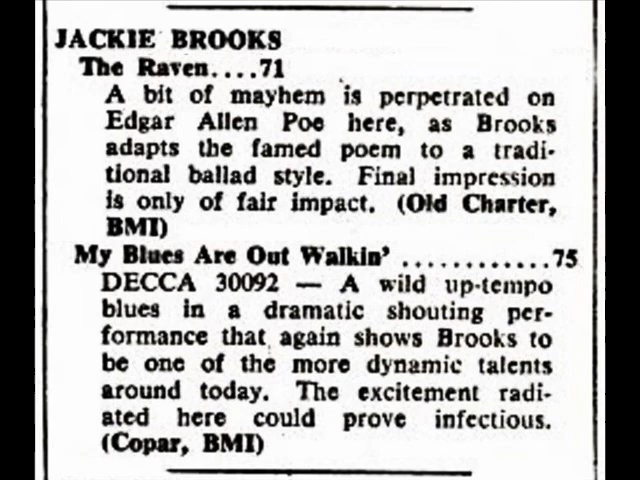 JACKIE BROOKS
The Raven....71
A bit of mayhem is perpetrated on
Edgar Allen Poe here, as Brooks
adapts the famed poem to a tradi-
tional ballad style. Final impression
is only of fair impact. (Old Charter,
BMI)
My Blues Are Out Walkin' ............75
DECCA 30092 — A wild up-tempo
blues in a dramatic shouting per-
formance that again shows Brooks to
be one of the more dynamic talents
around today. The excitement radi-
ated here could prove infectious.
(Copar, BMI)